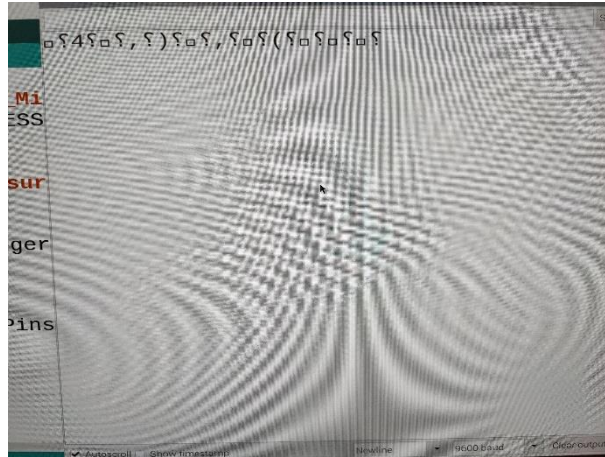 □⸮4⸮□⸮,⸮)⸮□⸮,⸮□⸮(⸮□⸮□⸮□⸮
_Mi
ESS
sur
ger
Pins
Autoscroll Show timestamp Newline 9600 baud Clear output